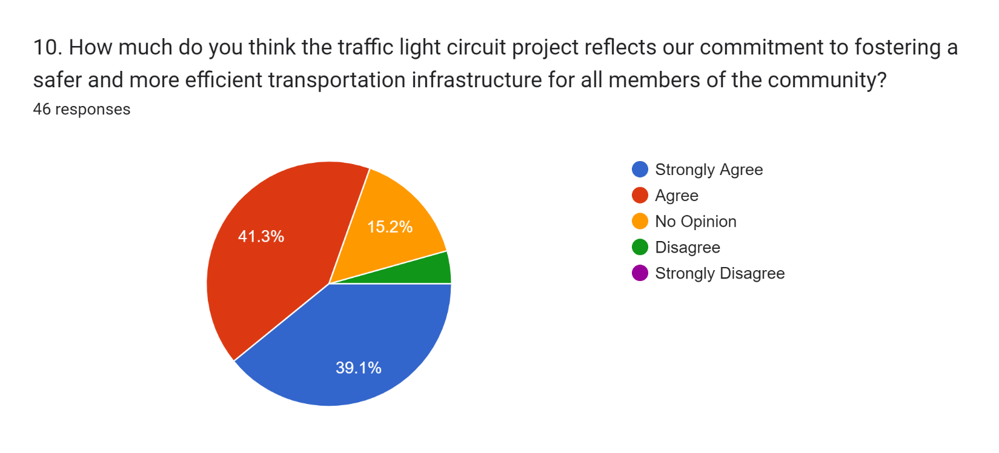 10. How much do you think the traffic light circuit project reflects our commitment to fostering a
safer and more efficient transportation infrastructure for all members of the community?
46 responses
Strongly Agree
Agree
No Opinion
Disagree
Strongly Disagree
15.2%
41.3%
39.1%